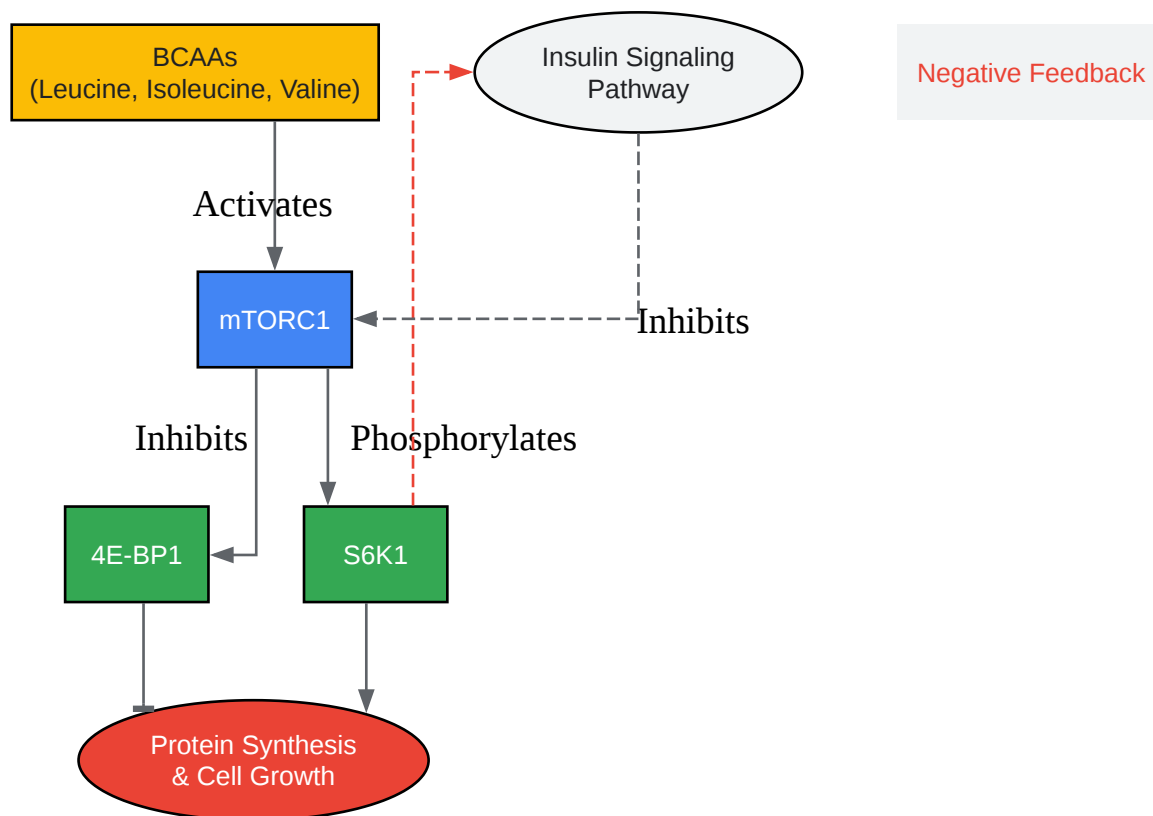 BCAAs
(Leucine, Isoleucine, Valine)
Insulin Signaling
Pathway
Negative Feedback
Activates
mTORC1
Inhibits
Inhibits
Phosphorylates
4E-BP1
S6K1
Protein Synthesis
& Cell Growth